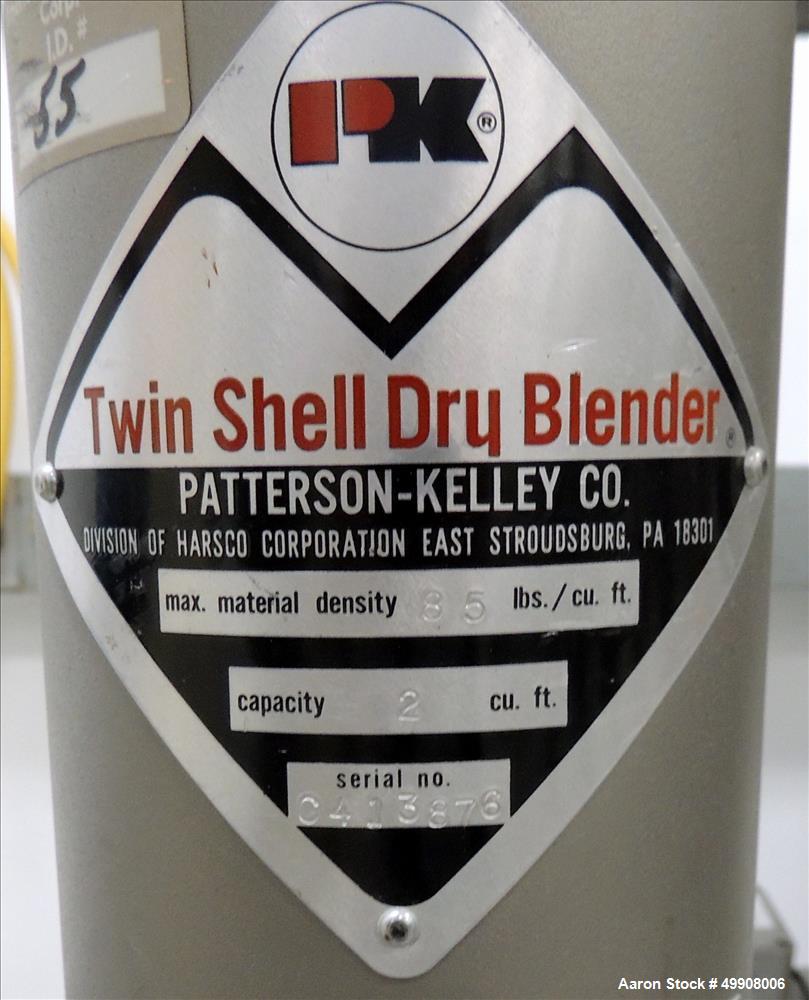 Corp.
I.D. #
55
PK®
Twin Shell Dry Blender®
PATTERSON-KELLEY CO.
DIVISION OF HARSCO CORPORATION EAST STROUDSBURG, PA 18301
max. material density 85 lbs./cu. ft.
capacity 2 cu. ft.
serial no.
C413876
Aaron Stock # 49908006